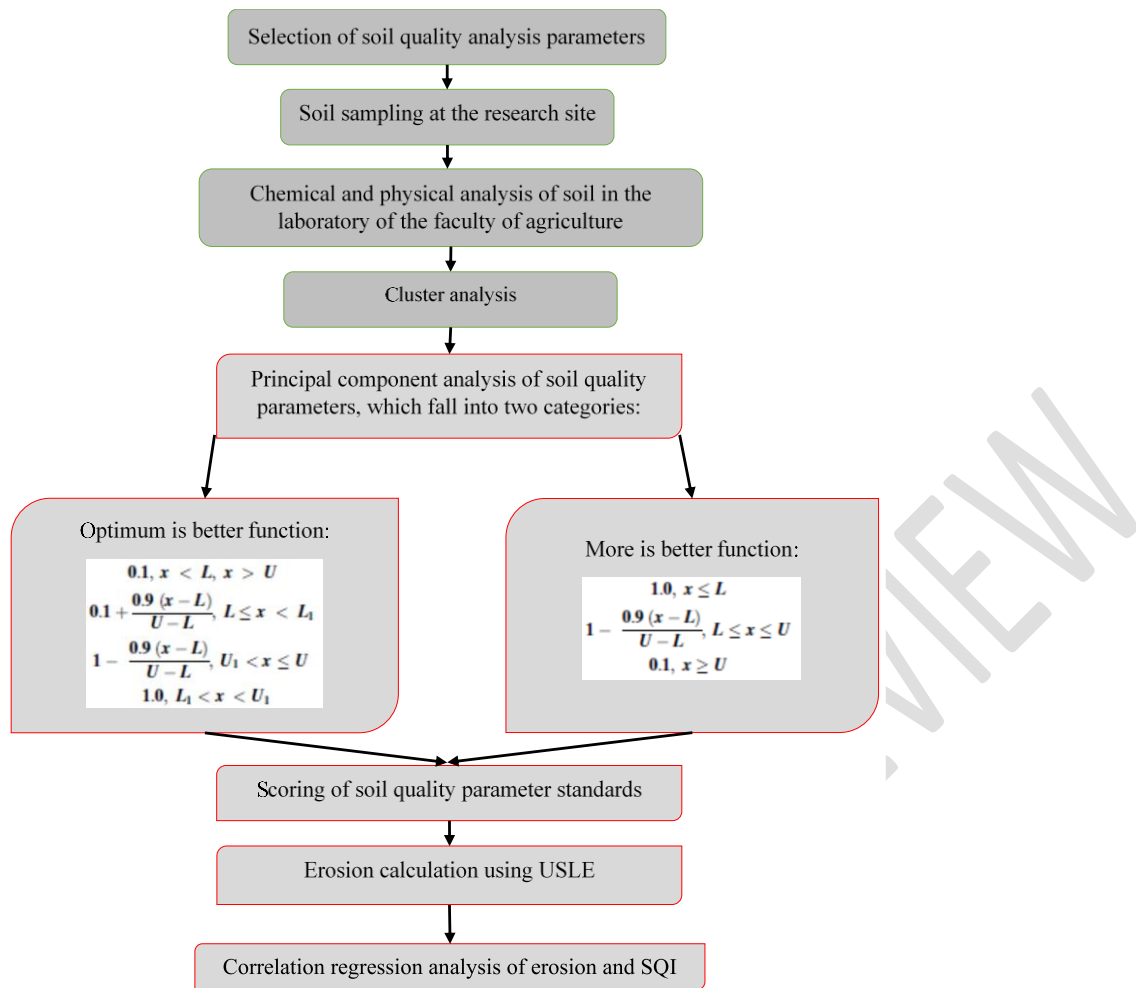 Selection of soil quality analysis parameters
Soil sampling at the research site
Chemical and physical analysis of soil in the
laboratory of the faculty of agriculture
Cluster analysis
Principal component analysis of soil quality
parameters, which fall into two categories:
Optimum is better function:
0.1, x < L, x > U
0.1 + 0.9 (x − L) / U − L, L ≤ x < L₁
1 − 0.9 (x − L) / U − L, U₁ < x ≤ U
1.0, L₁ < x < U₁
More is better function:
1.0, x ≤ L
1 − 0.9 (x − L) / U − L, L ≤ x ≤ U
0.1, x ≥ U
Scoring of soil quality parameter standards
Erosion calculation using USLE
Correlation regression analysis of erosion and SQI